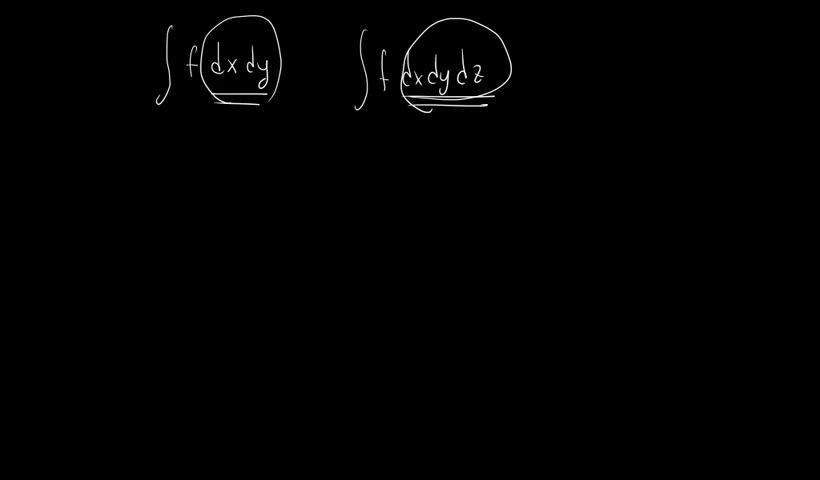 ∫ f dx dy ∫ f dx dy dz